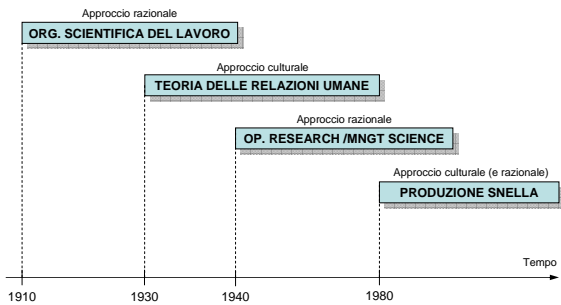 Approccio razionale
ORG. SCIENTIFICA DEL LAVORO
Approccio culturale
TEORIA DELLE RELAZIONI UMANE
Approccio razionale
OP. RESEARCH /MNGT SCIENCE
Approccio culturale (e razionale)
PRODUZIONE SNELLA
Tempo
1910 1930 1940 1980